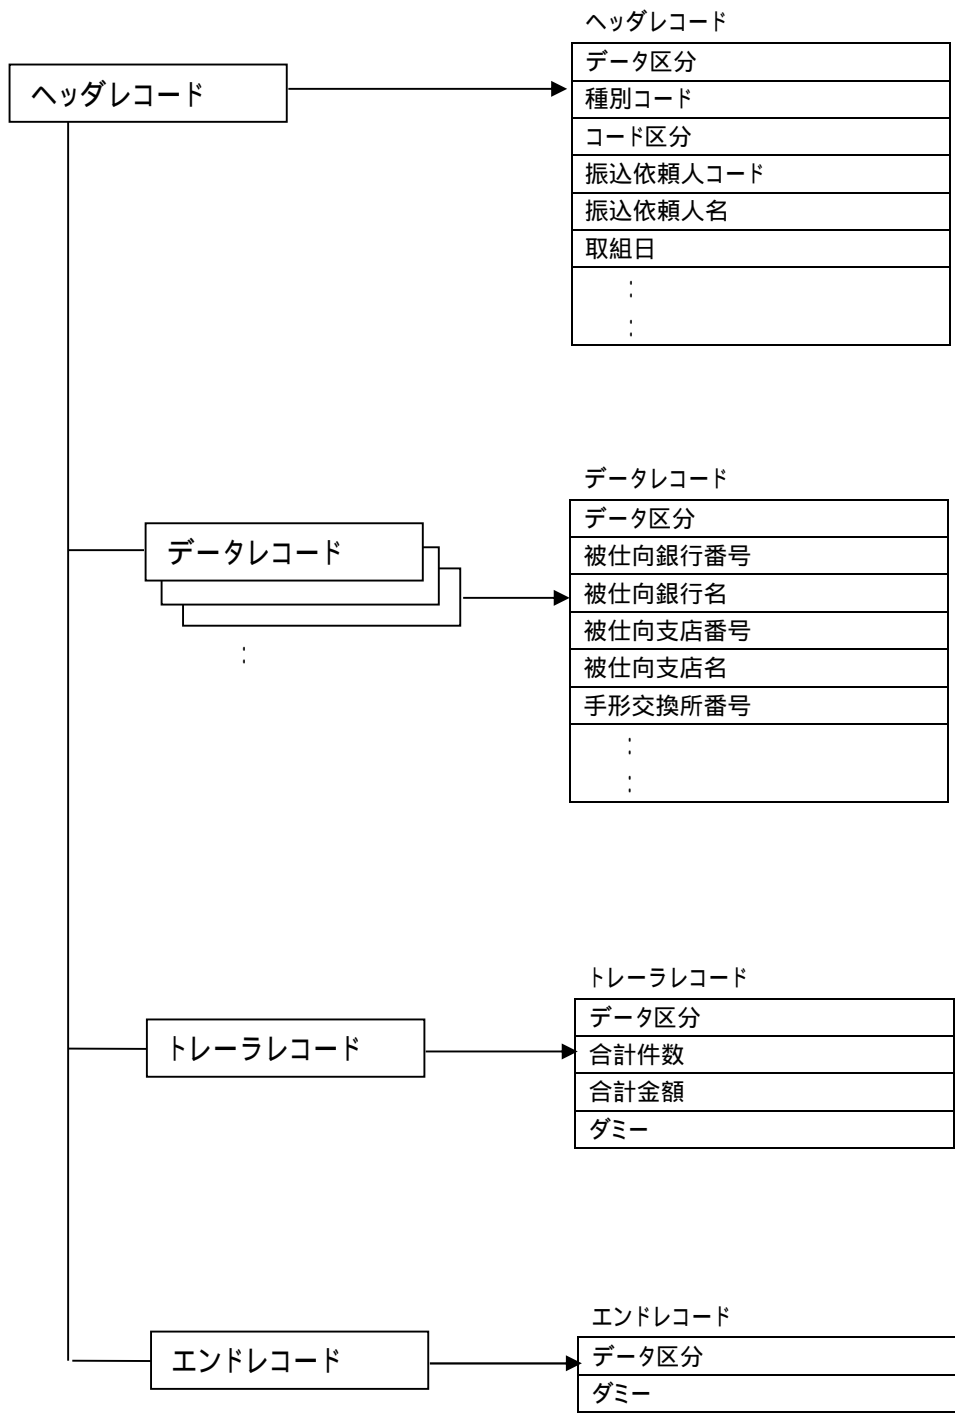 ヘッダレコード
ヘッダレコード
データ区分
種別コード
コード区分
振込依頼人コード
振込依頼人名
取組日
:
:
データレコード
:
データレコード
データ区分
被仕向銀行番号
被仕向銀行名
被仕向支店番号
被仕向支店名
手形交換所番号
:
:
トレーラレコード
トレーラレコード
データ区分
合計件数
合計金額
ダミー
エンドレコード
エンドレコード
データ区分
ダミー